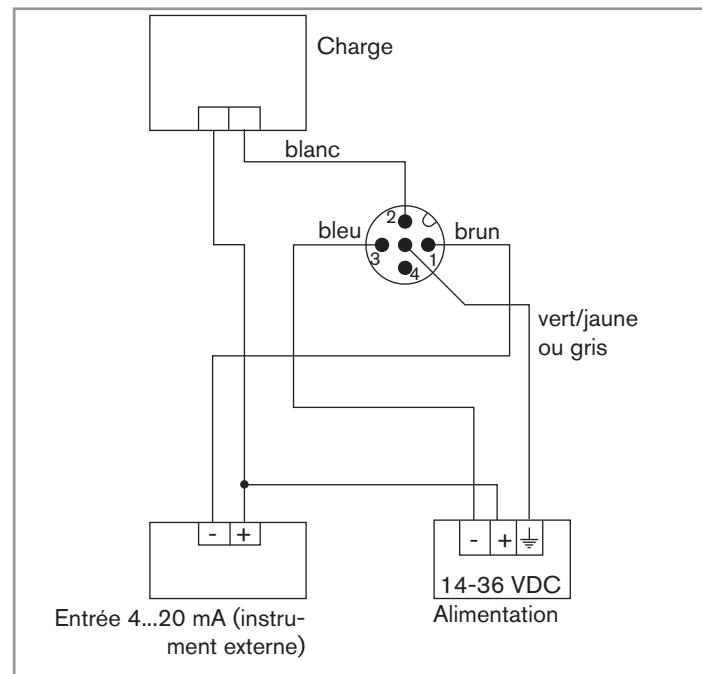 Charge
blanc
bleu
brun
2
3
1
4
vert/jaune
ou gris
- +
- +
14-36 VDC
Entrée 4...20 mA (instru-
ment externe)
Alimentation